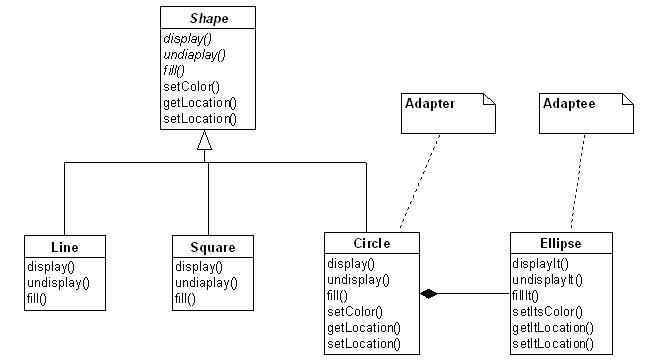 Shape
display()
undiaplay()
fill()
setColor()
getLocation()
setLocation()
Adapter
Adaptee
Line
display()
undisplay()
fill()
Square
display()
undiaplay()
fill()
Circle
display()
undisplay()
fill()
setColor()
getLocation()
setLocation()
Ellipse
displayIt()
undisplayIt()
fillIt()
setItsColor()
getItLocation()
setItLocation()